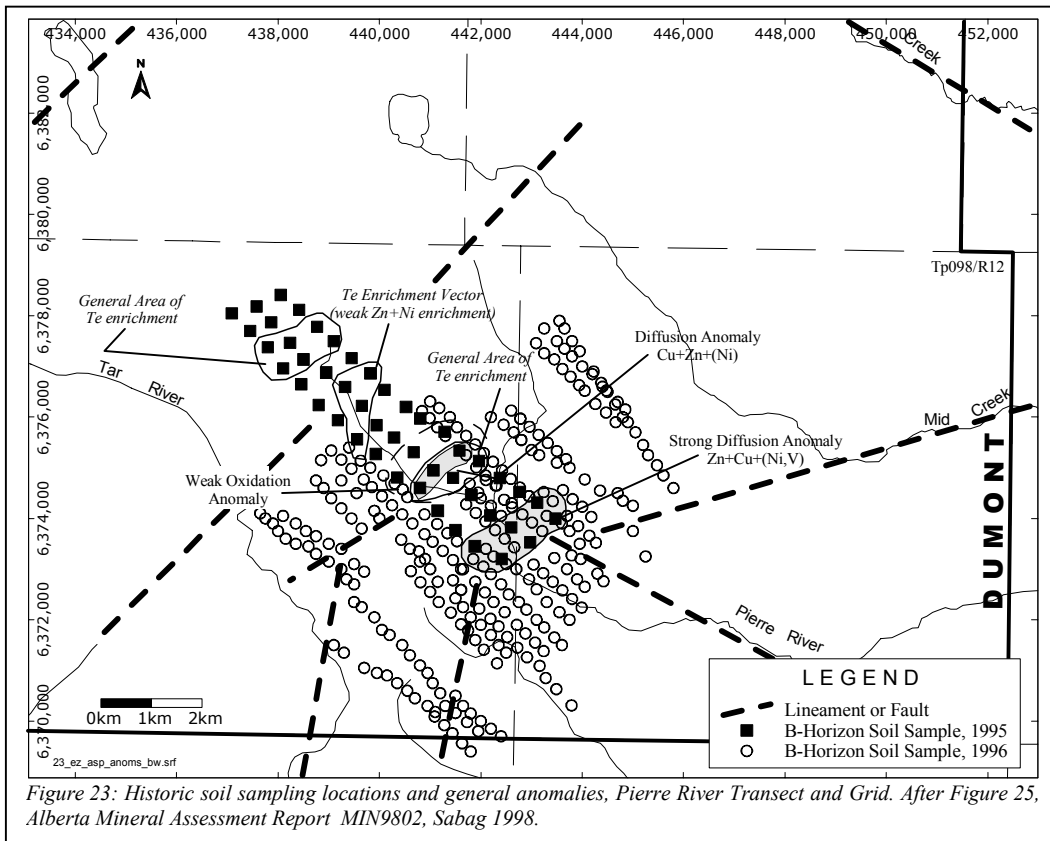 434,000 436,000 440,000 442,000 444,000 446,000 448,000 450,000 452,000
Creek
6,380,000
6,378,000
6,376,000
6,374,000
6,372,000
6,370,000
Tp098/R12
General Area of
Te enrichment
Te Enrichment Vector
(weak Zn+Ni enrichment)
General Area of
Te enrichment
Diffusion Anomaly
Cu+Zn+(Ni)
Tar River
Mid Creek
Strong Diffusion Anomaly
Zn+Cu+(Ni,V)
Weak Oxidation
Anomaly
DUMONT
Pierre River
0km 1km 2km
LEGEND
Lineament or Fault
B-Horizon Soil Sample, 1995
B-Horizon Soil Sample, 1996
23_ez_asp_anoms_bw.srf
Figure 23: Historic soil sampling locations and general anomalies, Pierre River Transect and Grid. After Figure 25,
Alberta Mineral Assessment Report MIN9802, Sabag 1998.